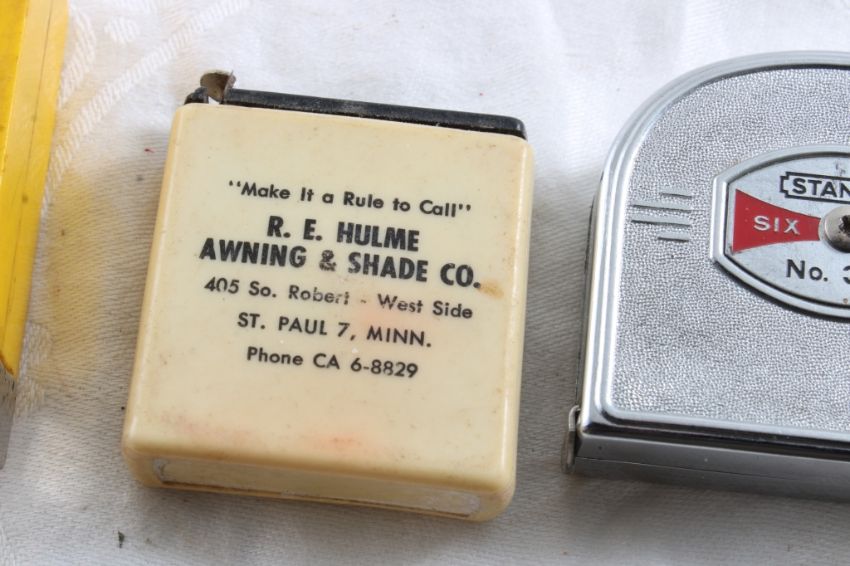 "Make It a Rule to Call"
R. E. HULME
AWNING & SHADE CO.
405 So. Robert - West Side
ST. PAUL 7, MINN.
Phone CA 6-8829
STAN
SIX
No. 3